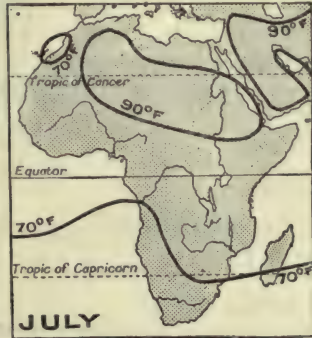 90°F
70°F
Tropic of Cancer
90°F
Equator
70°F
Tropic of Capricorn
70°F
JULY